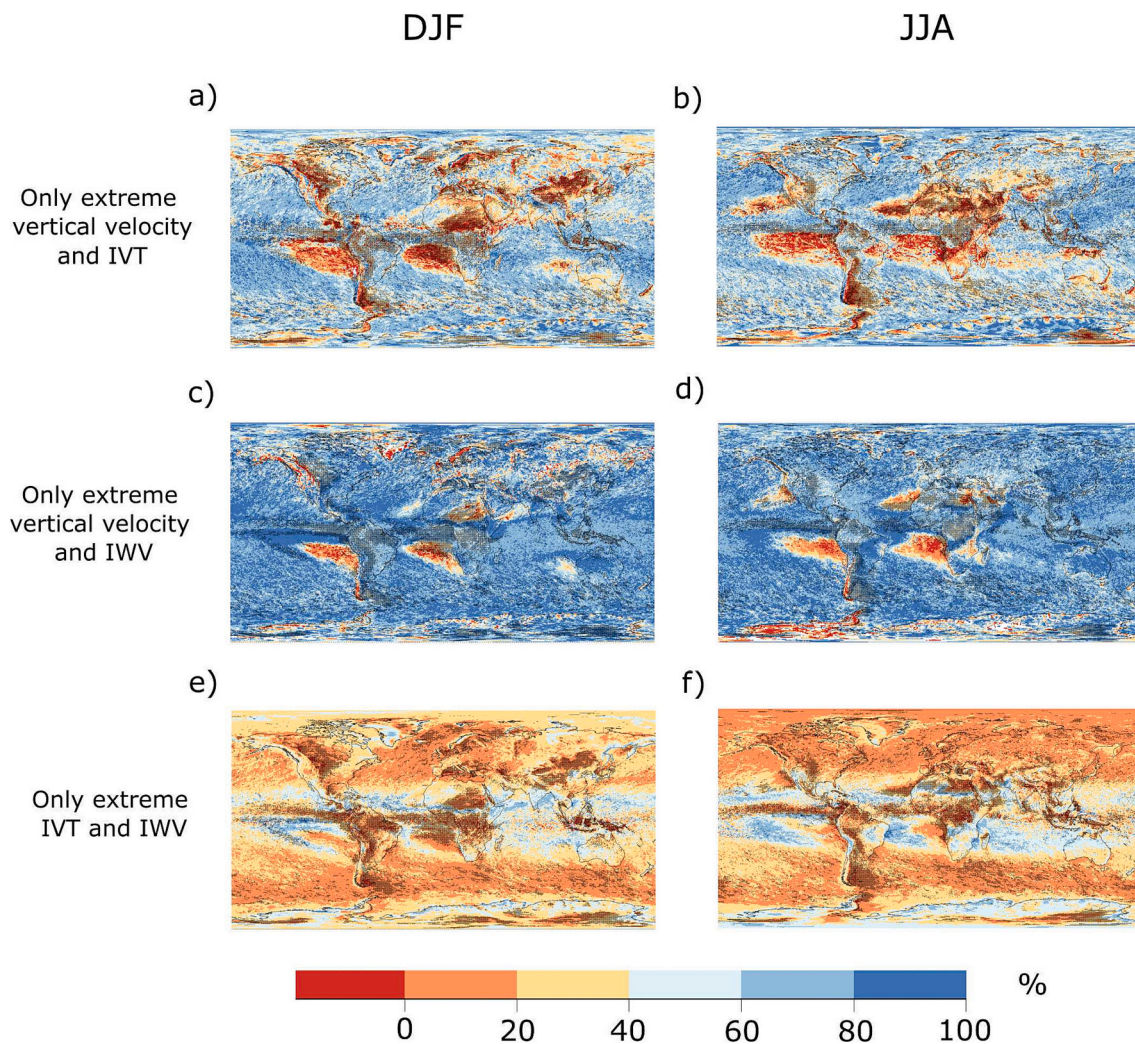 DJF
JJA
a)
b)
Only extreme
vertical velocity
and IVT
c)
d)
Only extreme
vertical velocity
and IWV
e)
f)
Only extreme
IVT and IWV
%
0 20 40 60 80 100